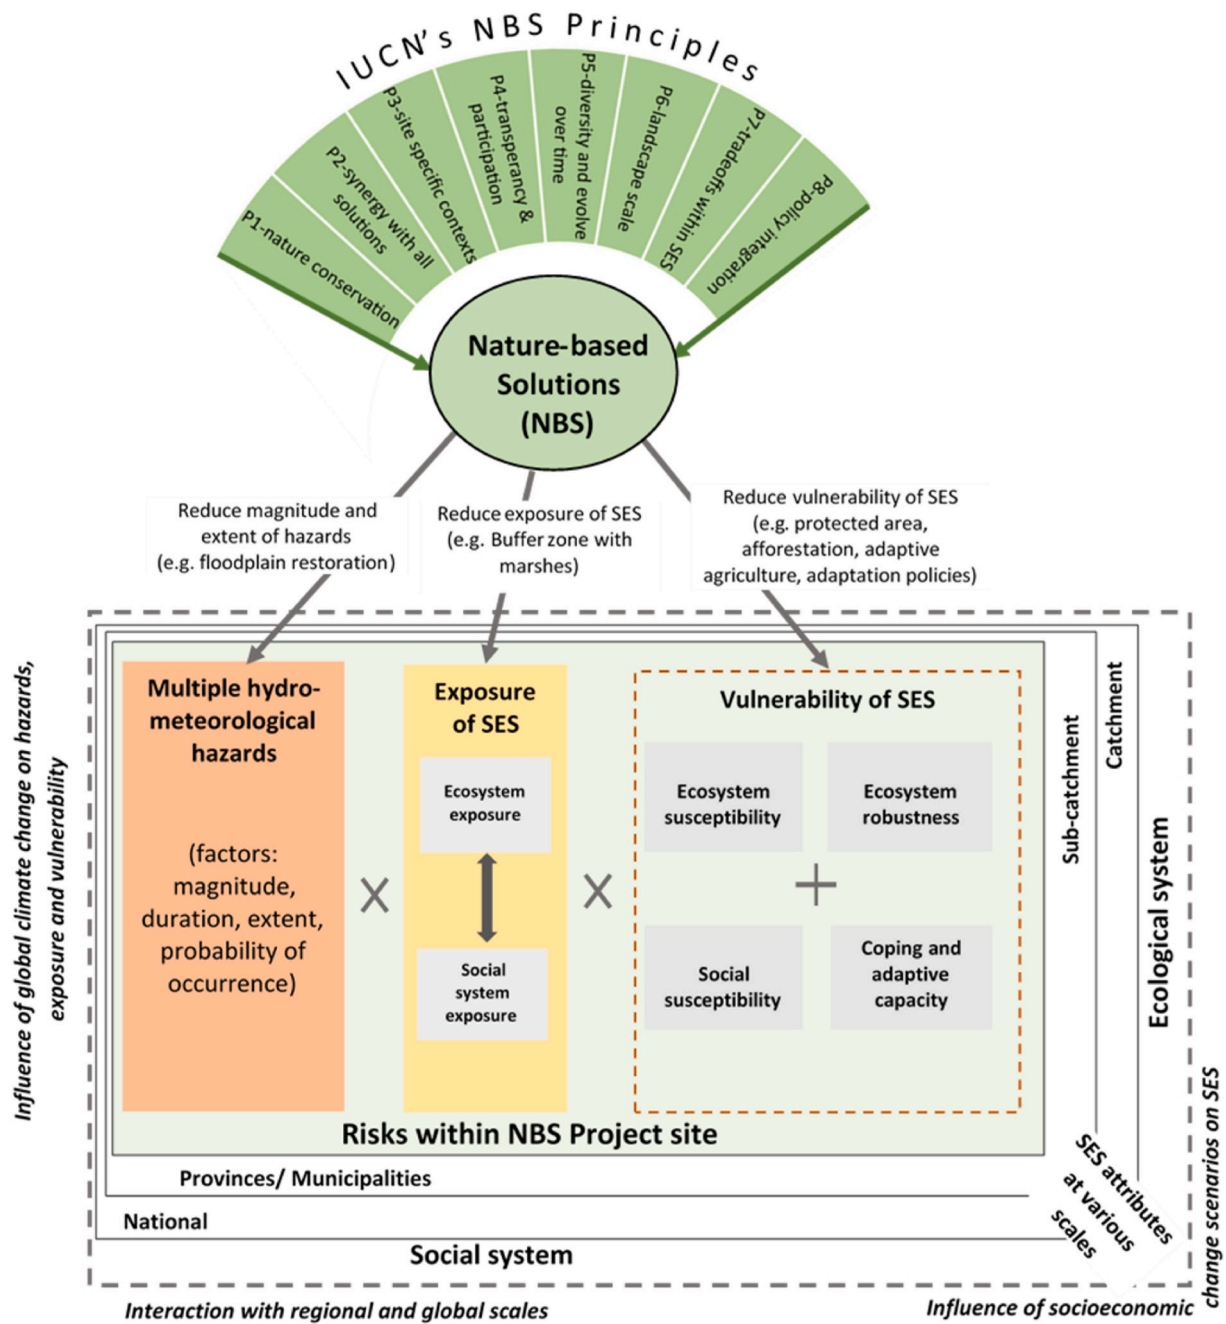 IUCN's NBS Principles
P1-nature conservation
P2-synergy with all
solutions
P3-site specific contexts
P4-transperancy &
participation
P5-diversity and evolve
over time
P6-landscape scale
P7-tradeoffs within SES
P8-policy integration
Nature-based
Solutions
(NBS)
Reduce magnitude and
extent of hazards
(e.g. floodplain restoration)
Reduce exposure of SES
(e.g. Buffer zone with
marshes)
Reduce vulnerability of SES
(e.g. protected area,
afforestation, adaptive
agriculture, adaptation policies)
Influence of global climate change on hazards,
exposure and vulnerability
Multiple hydro-
meteorological
hazards
(factors:
magnitude,
duration, extent,
probability of
occurrence)
×
Exposure
of SES
Ecosystem
exposure
Social
system
exposure
×
Vulnerability of SES
Ecosystem
susceptibility
Ecosystem
robustness
+
Social
susceptibility
Coping and
adaptive
capacity
Risks within NBS Project site
Sub-catchment
Catchment
Ecological system
Provinces/ Municipalities
National
Social system
SES attributes
at various
scales
Interaction with regional and global scales
Influence of socioeconomic
change scenarios on SES